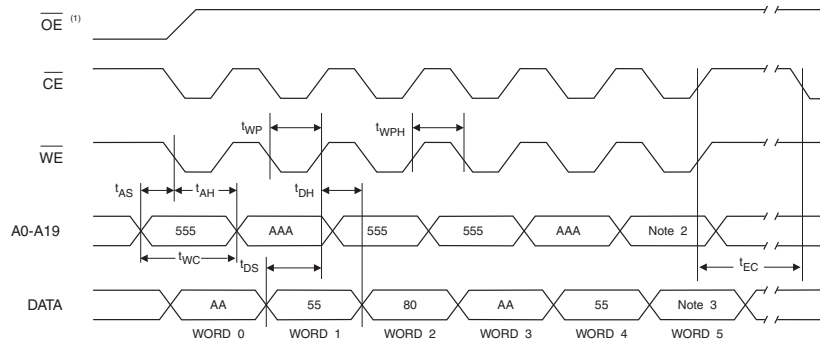 OE (1)
CE
tWP tWPH
WE
tAS tAH tDH
A0-A19 555 AAA 555 555 AAA Note 2
tWC tDS tEC
DATA AA 55 80 AA 55 Note 3
WORD 0 WORD 1 WORD 2 WORD 3 WORD 4 WORD 5